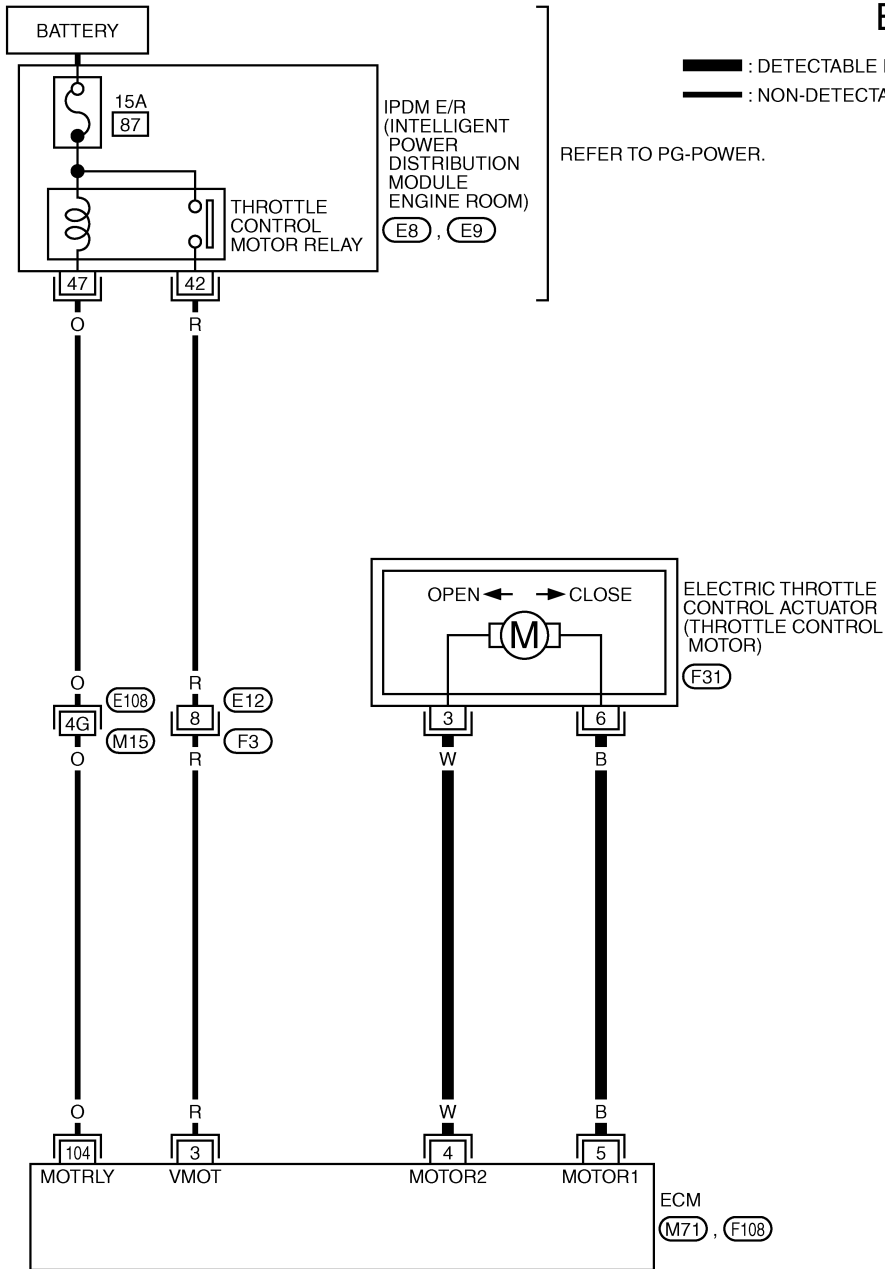 E
BATTERY
: DETECTABLE
: NON-DETECTA
15A
87
IPDM E/R
(INTELLIGENT
POWER
DISTRIBUTION
MODULE
ENGINE ROOM)
E8 , E9
REFER TO PG-POWER.
THROTTLE
CONTROL
MOTOR RELAY
47 42
O R
OPEN CLOSE
M
ELECTRIC THROTTLE
CONTROL ACTUATOR
(THROTTLE CONTROL
MOTOR)
F31
O R
E108 E12
4G 8
M15 F3
3 6
O R W B
O R W B
104 3 4 5
MOTRLY VMOT MOTOR2 MOTOR1
ECM
M71 , F108